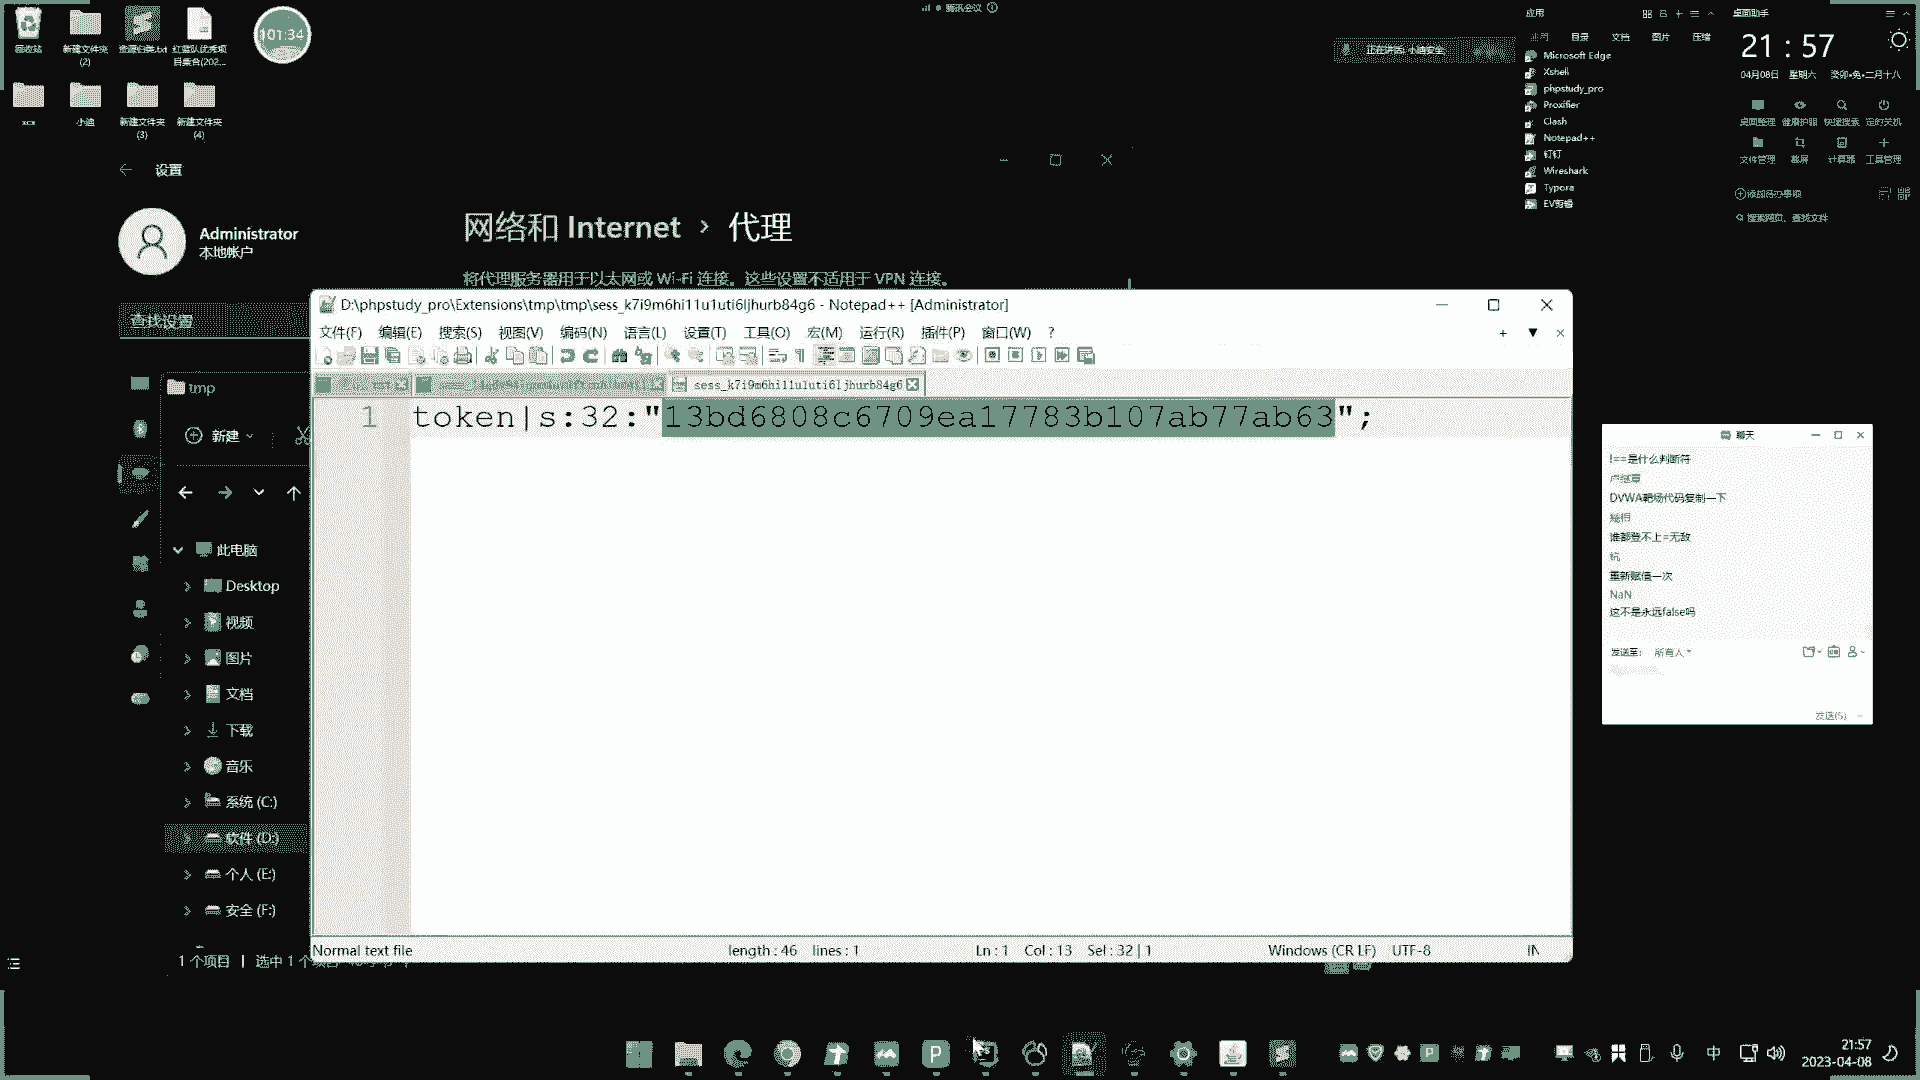 腾讯会议
回收站
新建文件夹
(2)
资源归类.txt
红蓝队优秀项
目集合(202...
101:34
小迪
新建文件夹
(3)
新建文件夹
(4)
正在讲话: 小迪安全
应用
目录
文档
图片
压缩
Microsoft Edge
Xshell
phpstudy_pro
Proxifier
Clash
Notepad++
钉钉
Wireshark
Typora
EV剪辑
桌面助手
21 : 57
04月08日 星期六 癸卯•兔•二月十八
桌面整理 健康护眼 快捷搜索 定时关机
文件管理 截屏 计算器 工具管理
添加待办事项
搜索网页、查找文件
设置
Administrator
本地帐户
查找设置
网络和 Internet › 代理
将代理服务器用于以太网或 Wi-Fi 连接。这些设置不适用于 VPN 连接。
tmp
新建
此电脑
Desktop
视频
图片
文档
下载
音乐
系统 (C:)
软件 (D:)
个人 (E:)
安全 (F:)
1 个项目
选中 1 个项目
D:\phpstudy_pro\Extensions\tmp\tmp\sess_k7i9m6hi11u1uti6ljhurb84g6 - Notepad++ [Administrator]
文件(F) 编辑(E) 搜索(S) 视图(V) 编码(N) 语言(L) 设置(T) 工具(O) 宏(M) 运行(R) 插件(P) 窗口(W) ?
sess_k7i9m6hi11u1uti6ljhurb84g6
1 token|s:32:"13bd6808c6709ea17783b107ab77ab63";
Normal text file length : 46 lines : 1 Ln : 1 Col : 13 Sel : 32 | 1 Windows (CR LF) UTF-8 IN
聊天
!==是什么判断符
DVWA靶场代码复制一下
谁都登不上=无敌
重新赋值一次
NaN
这不是永远false吗
发送至: 所有人
发送(S)
中
21:57
2023-04-08